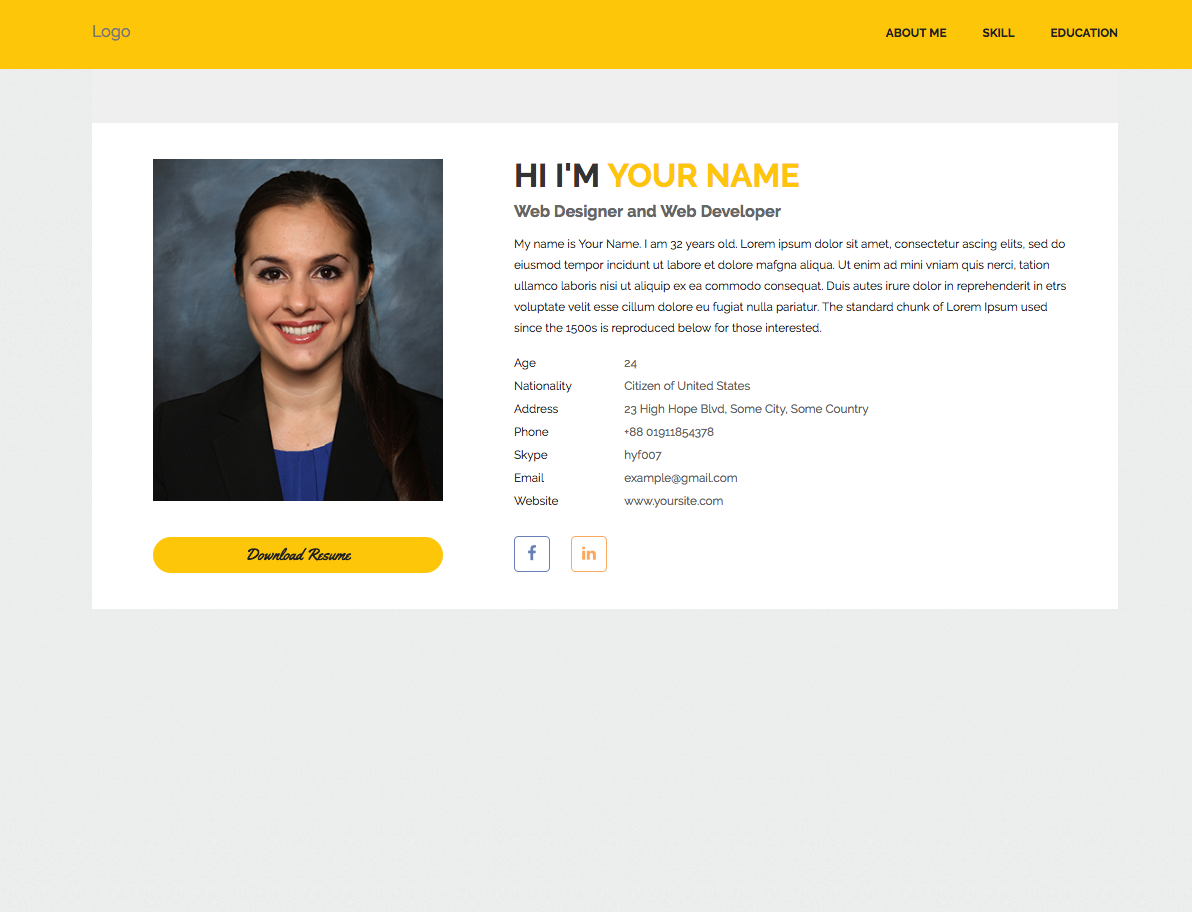 Logo
ABOUT ME SKILL EDUCATION
HI I'M YOUR NAME
Web Designer and Web Developer
My name is Your Name. I am 32 years old. Lorem ipsum dolor sit amet, consectetur ascing elits, sed do
eiusmod tempor incidunt ut labore et dolore mafgna aliqua. Ut enim ad mini vniam quis nerci, tation
ullamco laboris nisi ut aliquip ex ea commodo consequat. Duis autes irure dolor in reprehenderit in etrs
voluptate velit esse cillum dolore eu fugiat nulla pariatur. The standard chunk of Lorem Ipsum used
since the 1500s is reproduced below for those interested.
Age 24
Nationality Citizen of United States
Address 23 High Hope Blvd, Some City, Some Country
Phone +88 01911854378
Skype hyf007
Email example@gmail.com
Website www.yoursite.com
Download Resume
f in